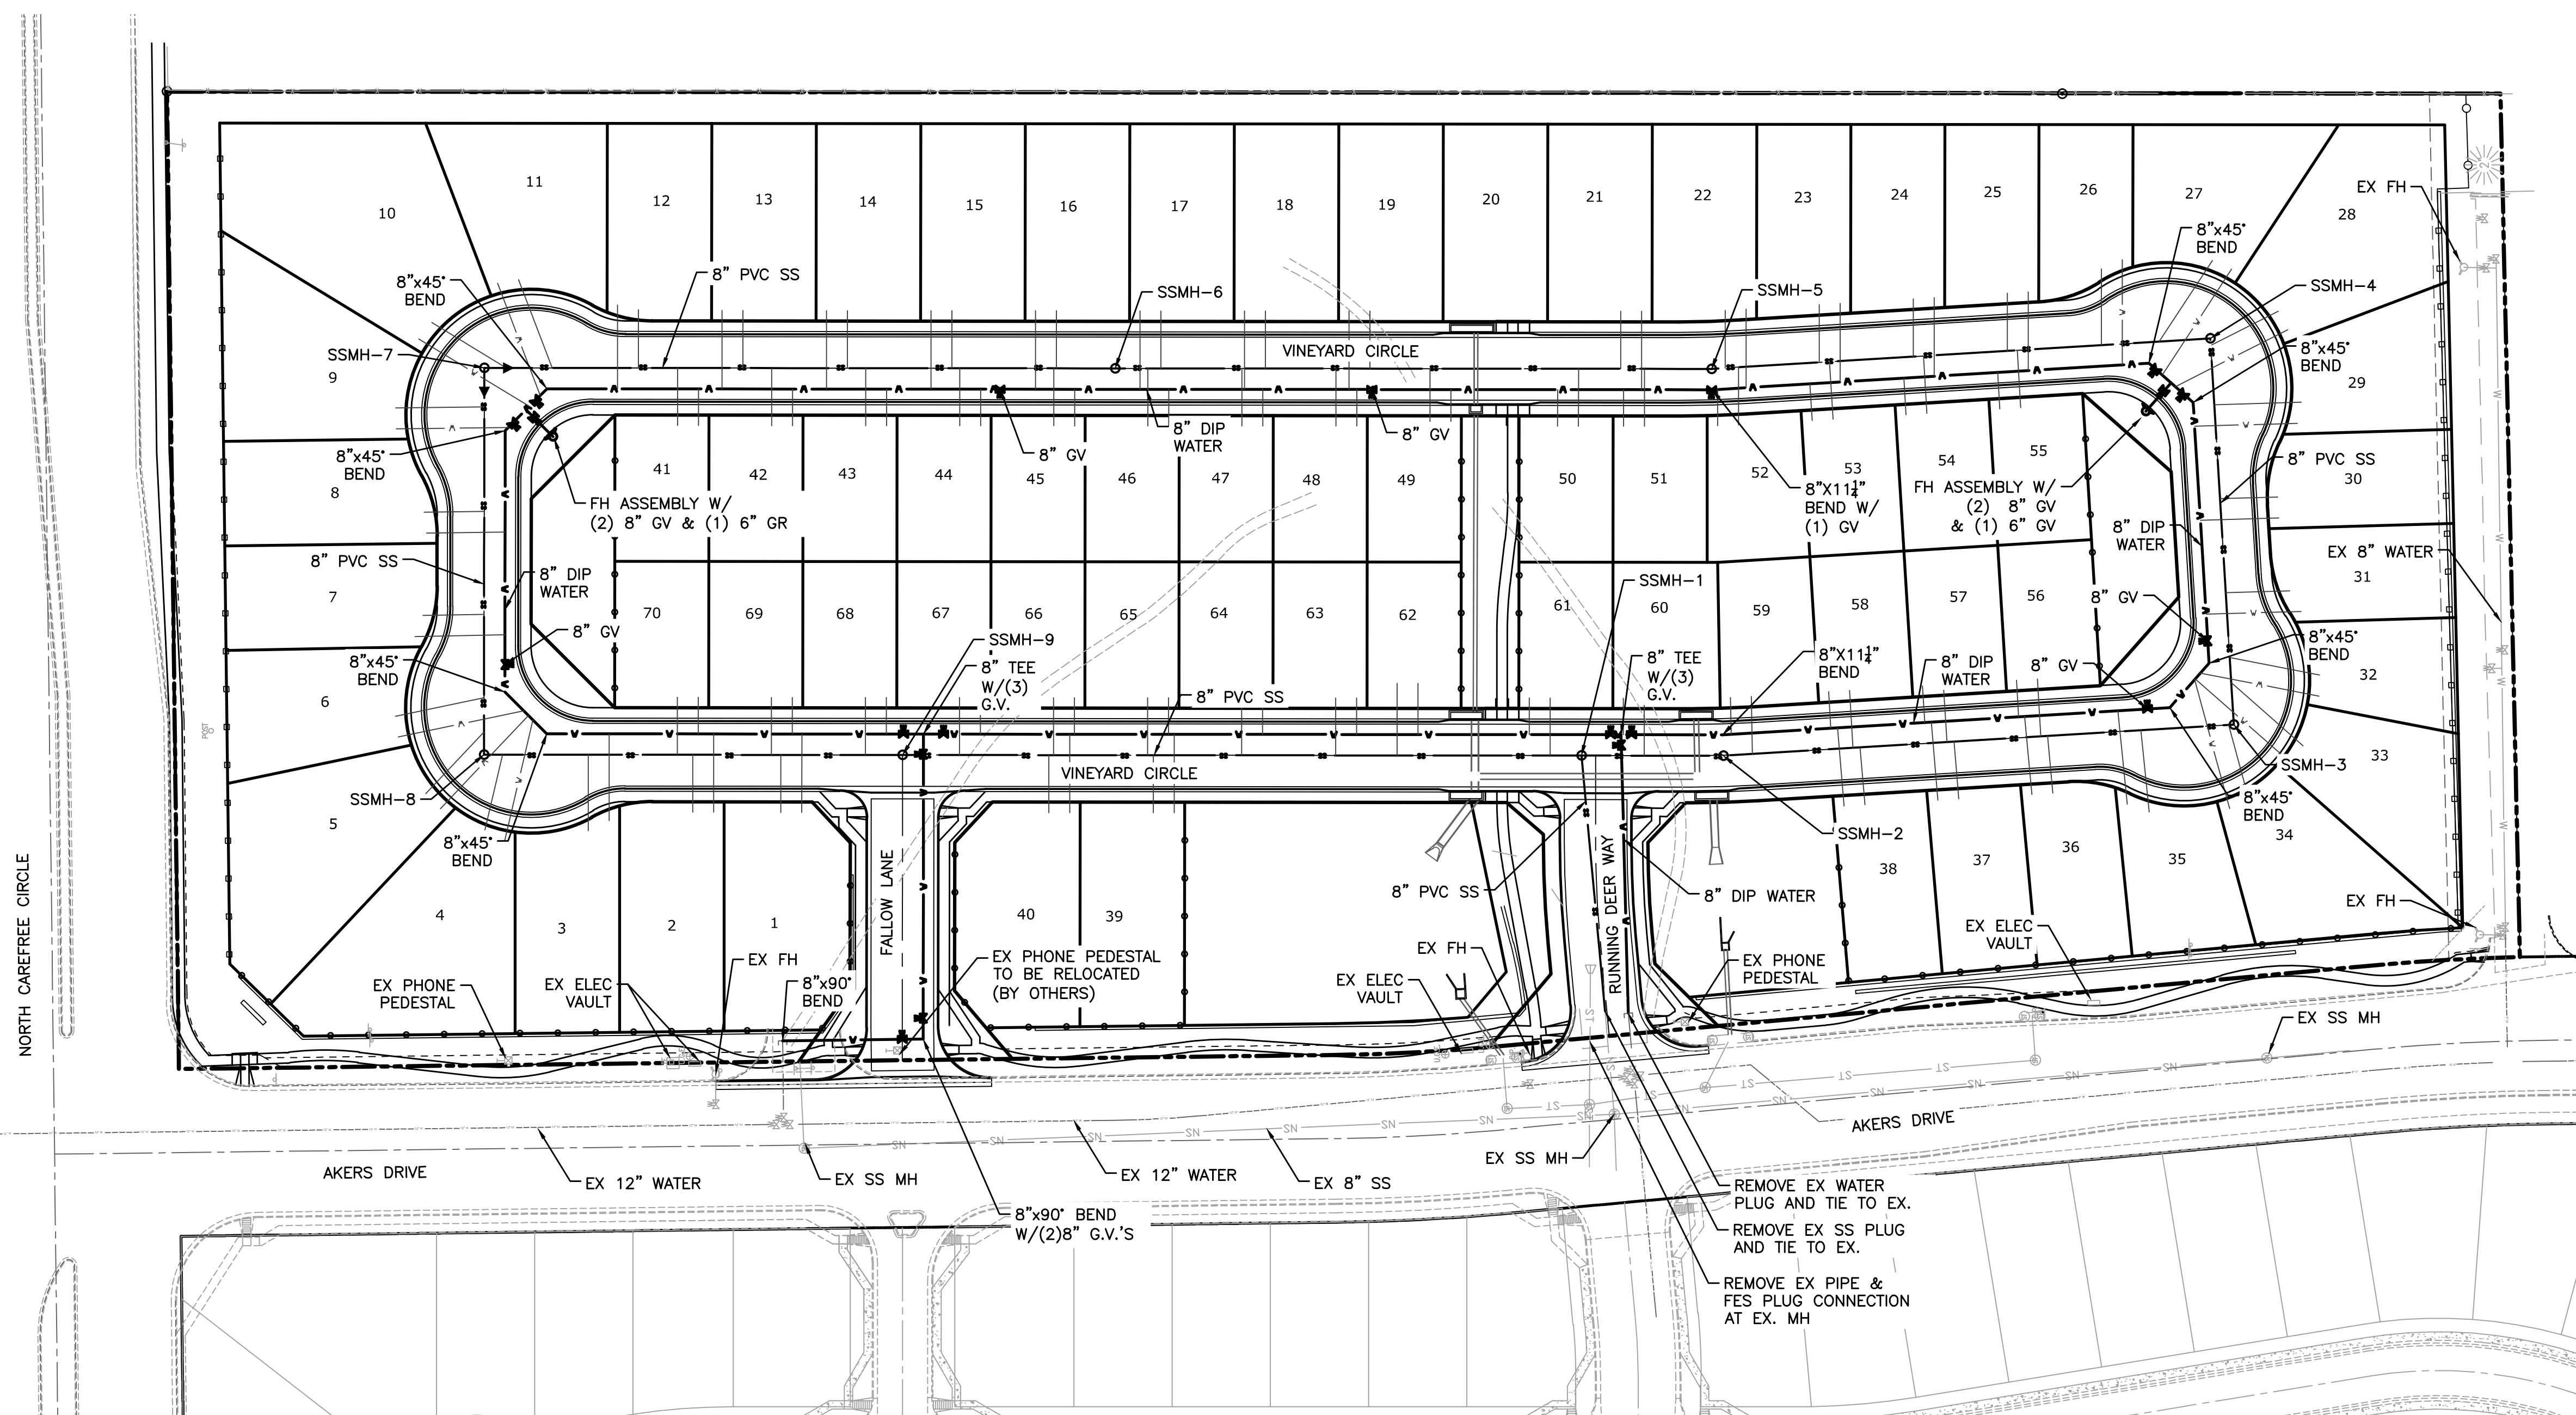 11
10
12
13
14
15
16
17
18
19
20
21
22
23
24
25
26
27
28
EX FH
8"x45°
BEND
8"x45°
BEND
8" PVC SS
SSMH-6
SSMH-5
SSMH-4
SSMH-7
9
VINEYARD CIRCLE
8"x45°
BEND
29
8"x45°
BEND
8" GV
8" DIP
WATER
8" GV
8
41
42
43
44
45
46
47
48
49
50
51
52
53
54
55
8"X11¼"
BEND W/
(1) GV
FH ASSEMBLY W/
(2) 8" GV
& (1) 6" GV
8" PVC SS
30
FH ASSEMBLY W/
(2) 8" GV & (1) 6" GR
8" DIP
WATER
EX 8" WATER
31
8" PVC SS
8" DIP
WATER
7
SSMH-1
70
69
68
67
66
65
64
63
62
61
60
59
58
57
56
8" GV
8" GV
SSMH-9
8" TEE
W/(3)
G.V.
8" TEE
W/(3)
G.V.
8"X11¼"
BEND
8" DIP
WATER
8" GV
8"x45°
BEND
32
8"x45°
BEND
6
8" PVC SS
POST
33
SSMH-3
VINEYARD CIRCLE
SSMH-8
5
8"x45°
BEND
8"x45°
BEND
34
SSMH-2
NORTH CAREFREE CIRCLE
4
3
2
1
FALLOW LANE
40
39
8" PVC SS
RUNNING DEER WAY
8" DIP WATER
38
37
36
35
EX FH
EX ELEC
VAULT
EX PHONE
PEDESTAL
EX ELEC
VAULT
EX FH
8"x90°
BEND
EX PHONE PEDESTAL
TO BE RELOCATED
(BY OTHERS)
EX FH
EX ELEC
VAULT
EX PHONE
PEDESTAL
EX SS MH
AKERS DRIVE
AKERS DRIVE
EX 12" WATER
EX SS MH
EX 12" WATER
EX 8" SS
EX SS MH
8"x90° BEND
W/(2)8" G.V.'S
REMOVE EX WATER
PLUG AND TIE TO EX.
REMOVE EX SS PLUG
AND TIE TO EX.
REMOVE EX PIPE &
FES PLUG CONNECTION
AT EX. MH